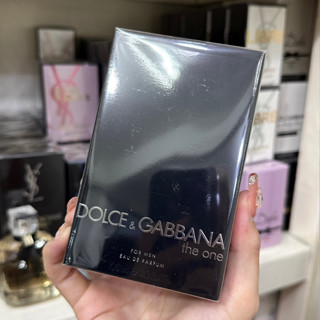 DOLCE & GABBANA
the one
FOR MEN
EAU DE PARFUM